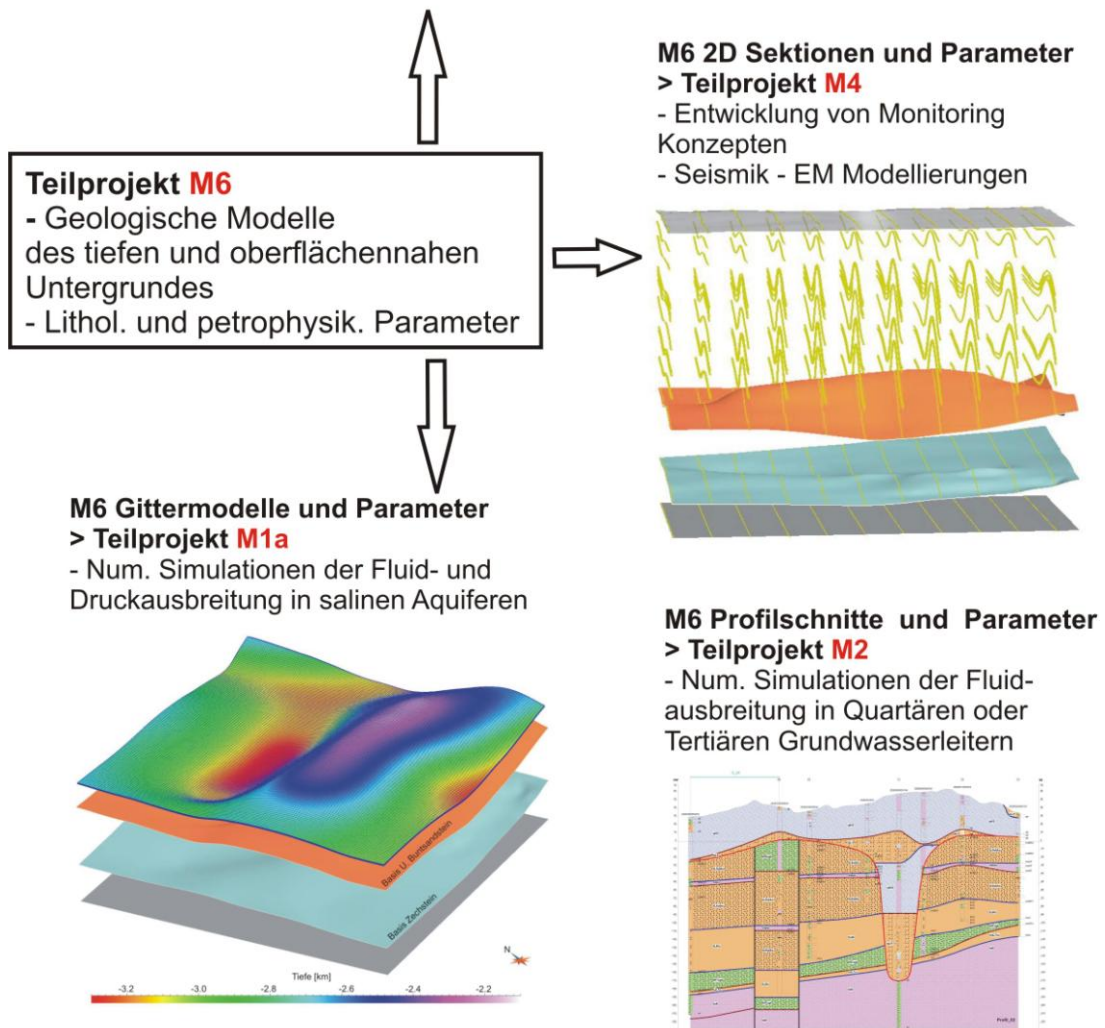 Teilprojekt M6
- Geologische Modelle
des tiefen und oberflächennahen
Untergrundes
- Lithol. und petrophysik. Parameter
M6 2D Sektionen und Parameter
> Teilprojekt M4
- Entwicklung von Monitoring
Konzepten
- Seismik - EM Modellierungen
M6 Gittermodelle und Parameter
> Teilprojekt M1a
- Num. Simulationen der Fluid- und
Druckausbreitung in salinen Aquiferen
Basis U. Buntsandstein
Basis Zechstein
N
Tiefe [km]
-3.2 -3.0 -2.8 -2.6 -2.4 -2.2
M6 Profilschnitte und Parameter
> Teilprojekt M2
- Num. Simulationen der Fluid-
ausbreitung in Quartären oder
Tertiären Grundwasserleitern